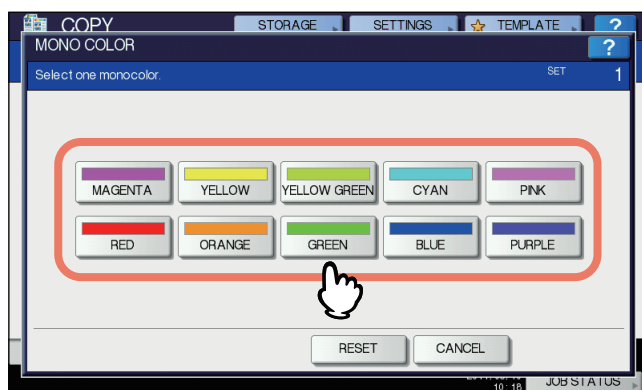 COPY STORAGE SETTINGS TEMPLATE ?
MONO COLOR ?
Select one monocolor. SET 1
MAGENTA YELLOW YELLOW GREEN CYAN PINK
RED ORANGE GREEN BLUE PURPLE
RESET CANCEL
10:18 JOB STATUS